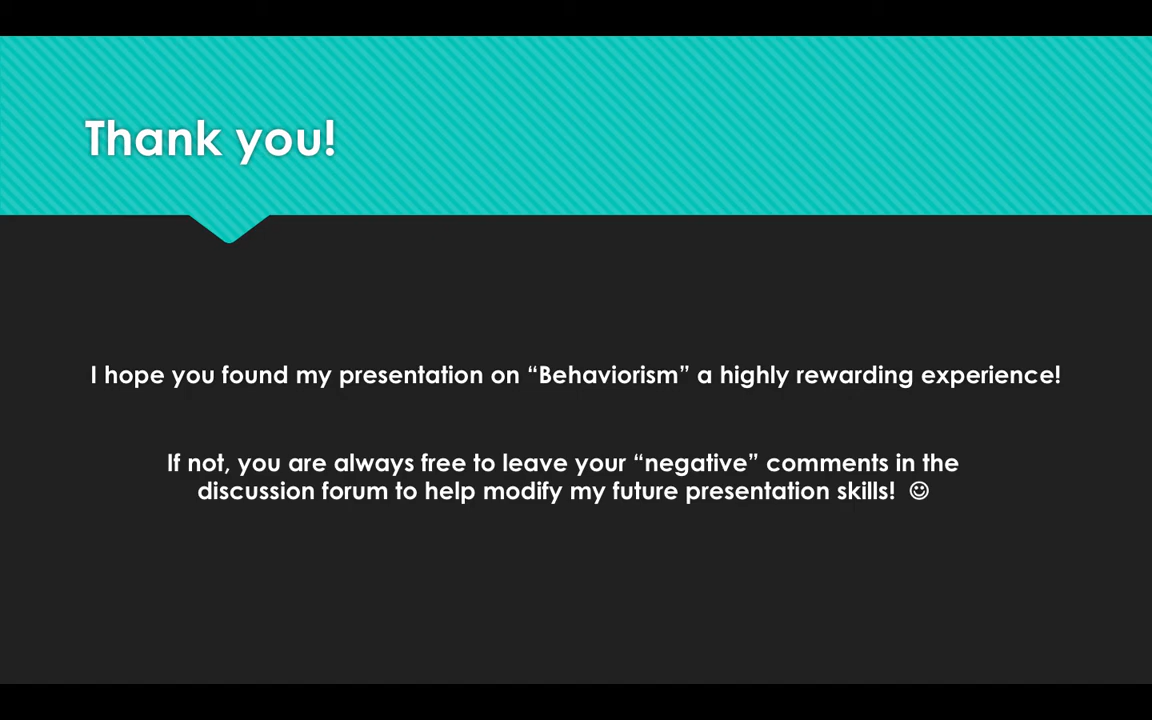 Thank you!
I hope you found my presentation on “Behaviorism” a highly rewarding experience!
If not, you are always free to leave your “negative” comments in the
discussion forum to help modify my future presentation skills! ☺